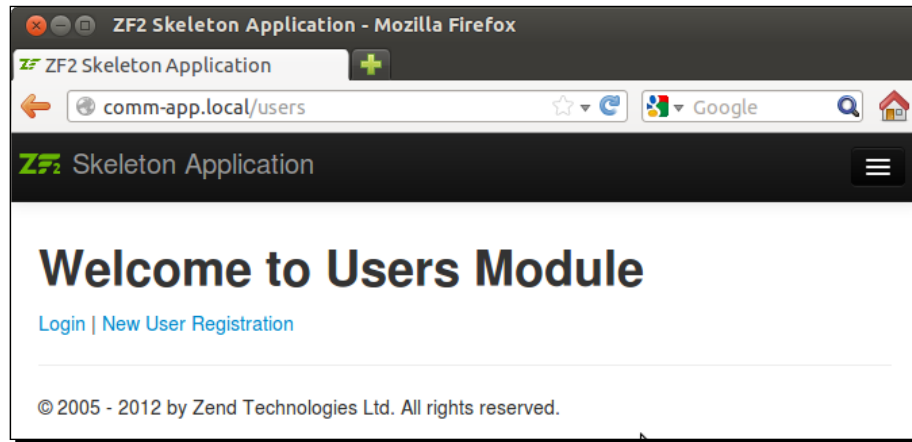 ZF2 Skeleton Application - Mozilla Firefox
ZF ZF2 Skeleton Application
comm-app.local/users Google
ZF2 Skeleton Application
Welcome to Users Module
Login | New User Registration
© 2005 - 2012 by Zend Technologies Ltd. All rights reserved.